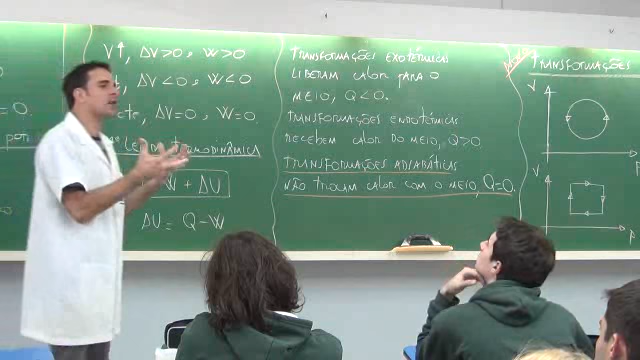 V↑, ΔV>0, W>0
, ΔV<0, W<0
cte, ΔV=0, W=0.
=0.
Lei da termodinâmica
W + ΔU
ΔU = Q - W
TRANSFORMAÇÕES EXOTÉRMICAS
LIBERAM CALOR PARA O
MEIO, Q<0.
TRANSFORMAÇÕES ENDOTÉRMICAS
RECEBEM CALOR DO MEIO, Q>0.
TRANSFORMAÇÕES ADIABÁTICAS
NÃO TROCAM CALOR COM O MEIO, Q=0.
TRANSFORMAÇÕES
V
P
V
P